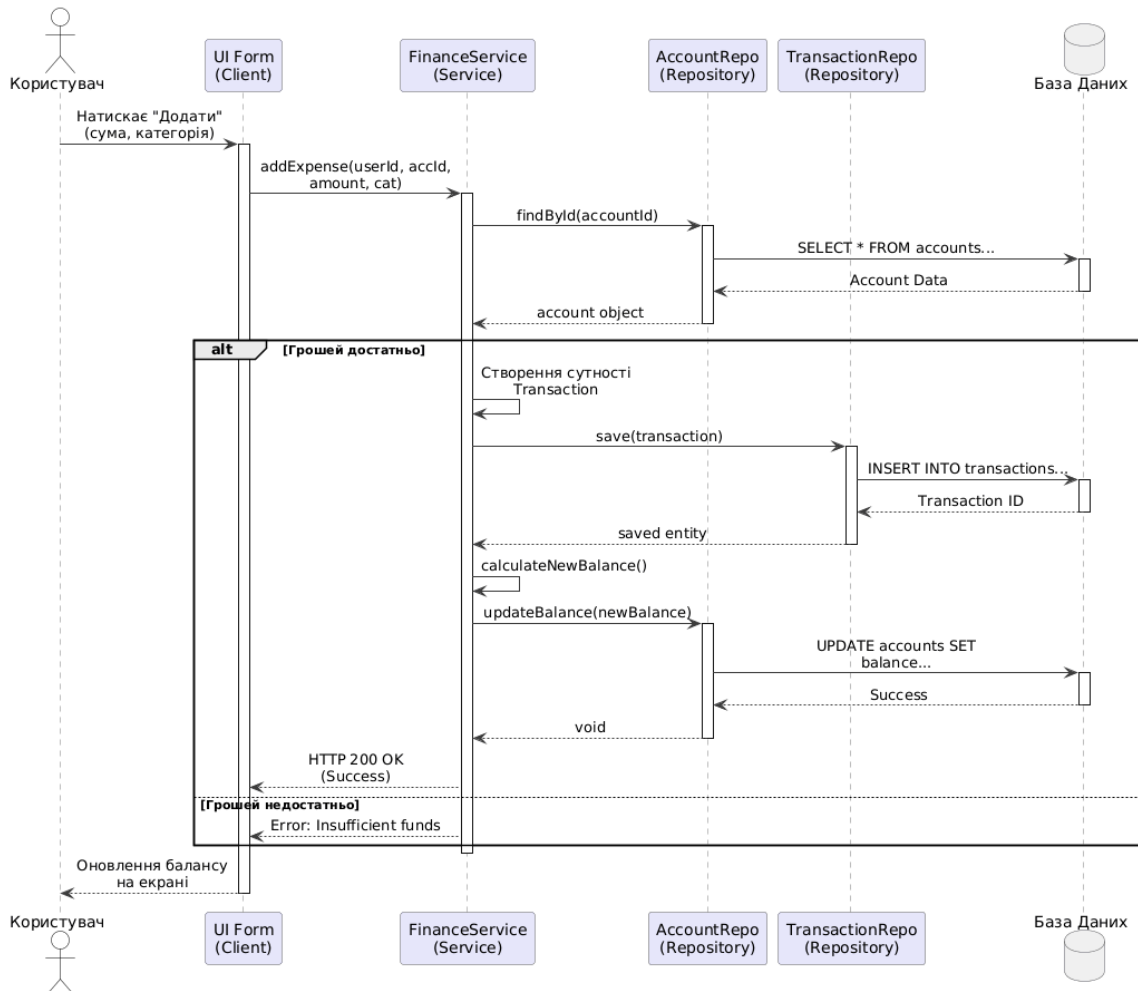 Користувач
UI Form
(Client)
FinanceService
(Service)
AccountRepo
(Repository)
TransactionRepo
(Repository)
База Даних
Натискає "Додати"
(сума, категорія)
addExpense(userId, accId,
amount, cat)
findById(accountId)
SELECT * FROM accounts...
Account Data
account object
alt
[Грошей достатньо]
Створення сутності
Transaction
save(transaction)
INSERT INTO transactions...
Transaction ID
saved entity
calculateNewBalance()
updateBalance(newBalance)
UPDATE accounts SET
balance...
Success
void
HTTP 200 OK
(Success)
[Грошей недостатньо]
Error: Insufficient funds
Оновлення балансу
на екрані
Користувач
UI Form
(Client)
FinanceService
(Service)
AccountRepo
(Repository)
TransactionRepo
(Repository)
База Даних